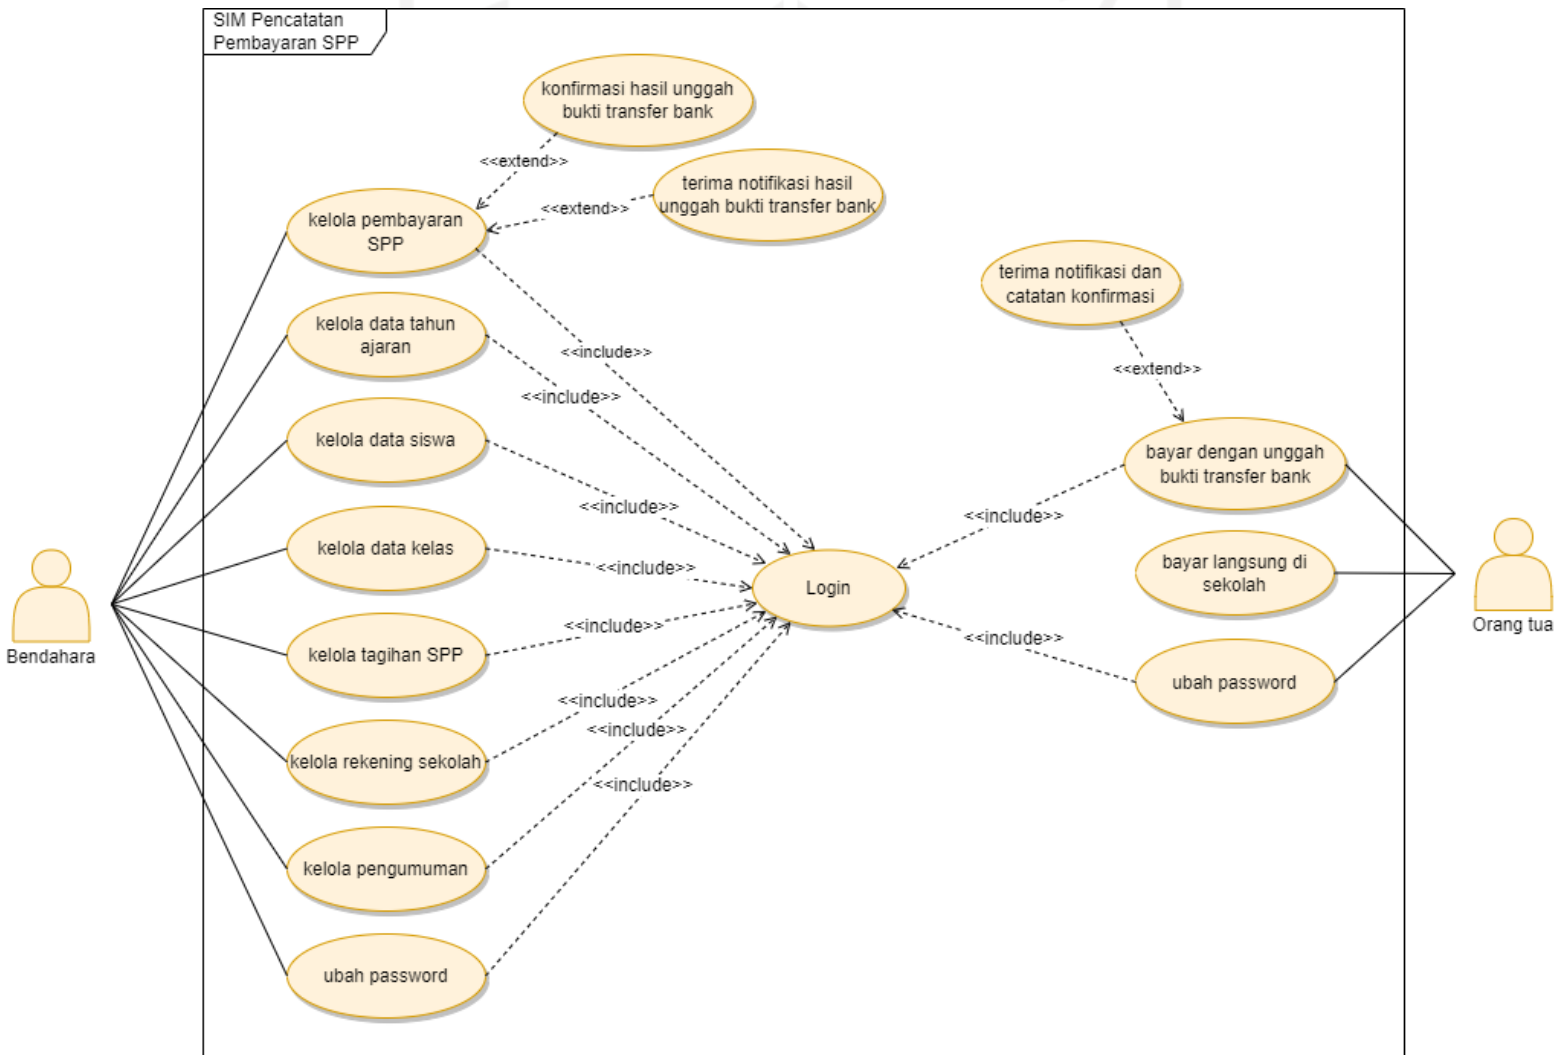 SIM Pencatatan
Pembayaran SPP
konfirmasi hasil unggah
bukti transfer bank
<<extend>>
terima notifikasi hasil
unggah bukti transfer bank
<<extend>>
kelola pembayaran
SPP
terima notifikasi dan
catatan konfirmasi
kelola data tahun
ajaran
<<include>>
<<extend>>
<<include>>
kelola data siswa
bayar dengan unggah
bukti transfer bank
<<include>>
<<include>>
kelola data kelas
<<include>>
bayar langsung di
sekolah
Login
Orang tua
<<include>>
<<include>>
Bendahara
kelola tagihan SPP
ubah password
<<include>>
<<include>>
kelola rekening sekolah
<<include>>
kelola pengumuman
ubah password